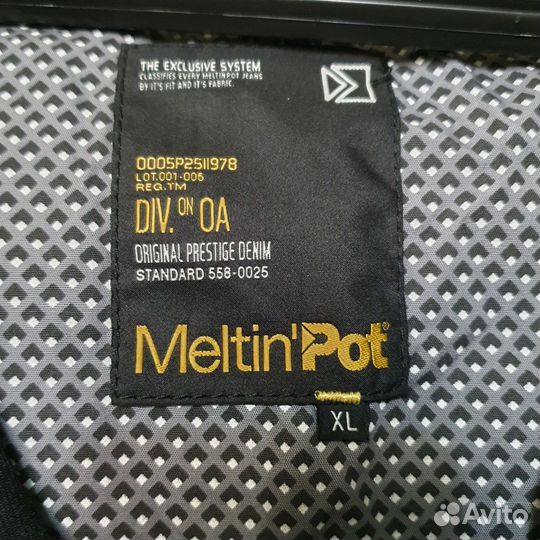 THE EXCLUSIVE SYSTEM
CLASSIFIES EVERY MELTINPOT JEANS
BY IT'S FIT AND IT'S FABRIC.
0005P2511978
LOT.001-005
REG.TM
DIV. ON OA
ORIGINAL PRESTIGE DENIM
STANDARD 558-0025
Meltin'Pot®
XL
Avito